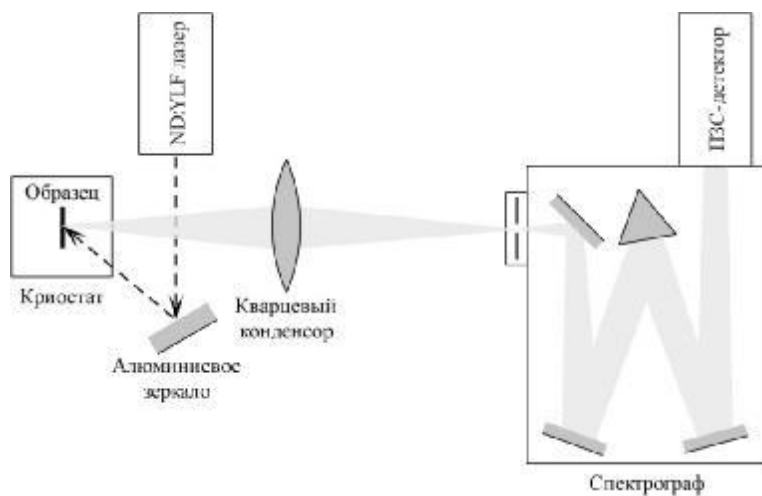 ND:YLF лазер
ПЗС-детектор
Образец
Криостат
Кварцевый
конденсор
Алюминиевое
зеркало
Спектрограф